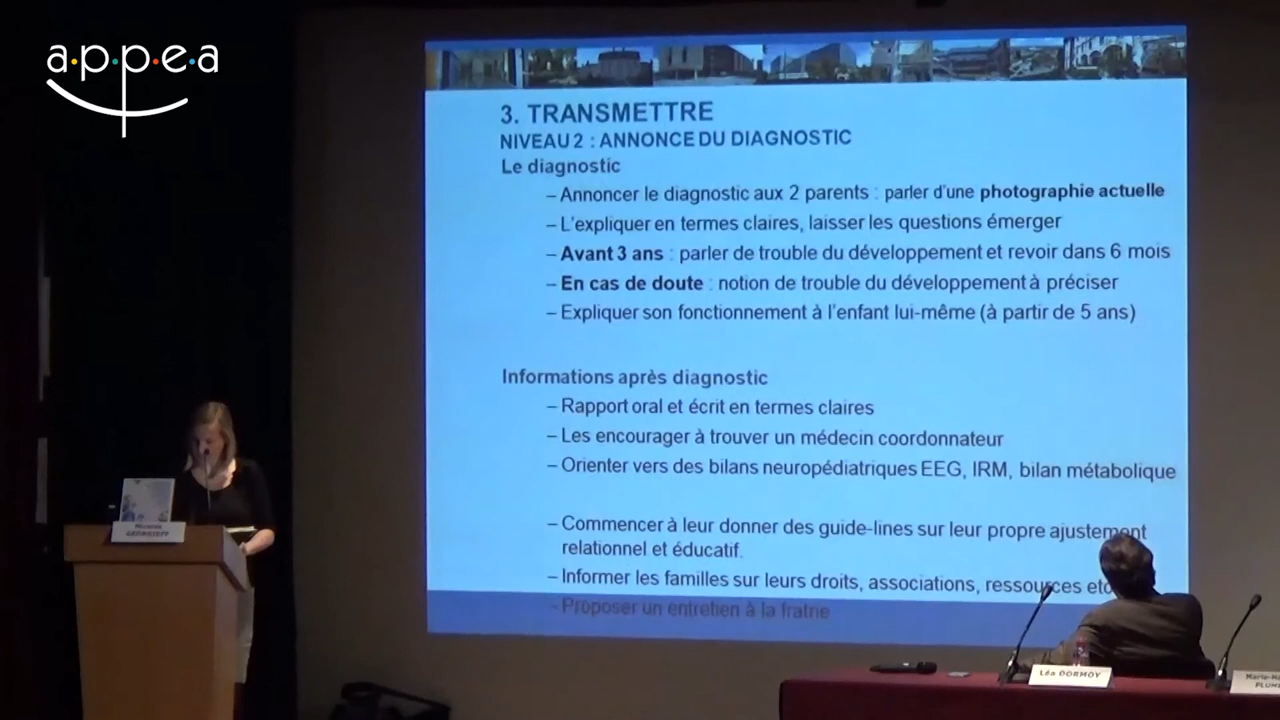 a·p·p·e·a
3. TRANSMETTRE
NIVEAU 2 : ANNONCE DU DIAGNOSTIC
Le diagnostic
– Annoncer le diagnostic aux 2 parents : parler d'une photographie actuelle
– L'expliquer en termes claires, laisser les questions émerger
– Avant 3 ans : parler de trouble du développement et revoir dans 6 mois
– En cas de doute : notion de trouble du développement à préciser
– Expliquer son fonctionnement à l'enfant lui-même (à partir de 5 ans)
Informations après diagnostic
– Rapport oral et écrit en termes claires
– Les encourager à trouver un médecin coordonnateur
– Orienter vers des bilans neuropédiatriques EEG, IRM, bilan métabolique
– Commencer à leur donner des guide-lines sur leur propre ajustement
relationnel et éducatif.
– Informer les familles sur leurs droits, associations, ressources etc
– Proposer un entretien à la fratrie
Nicolas
GEORGIEFF
Léa DORMOY